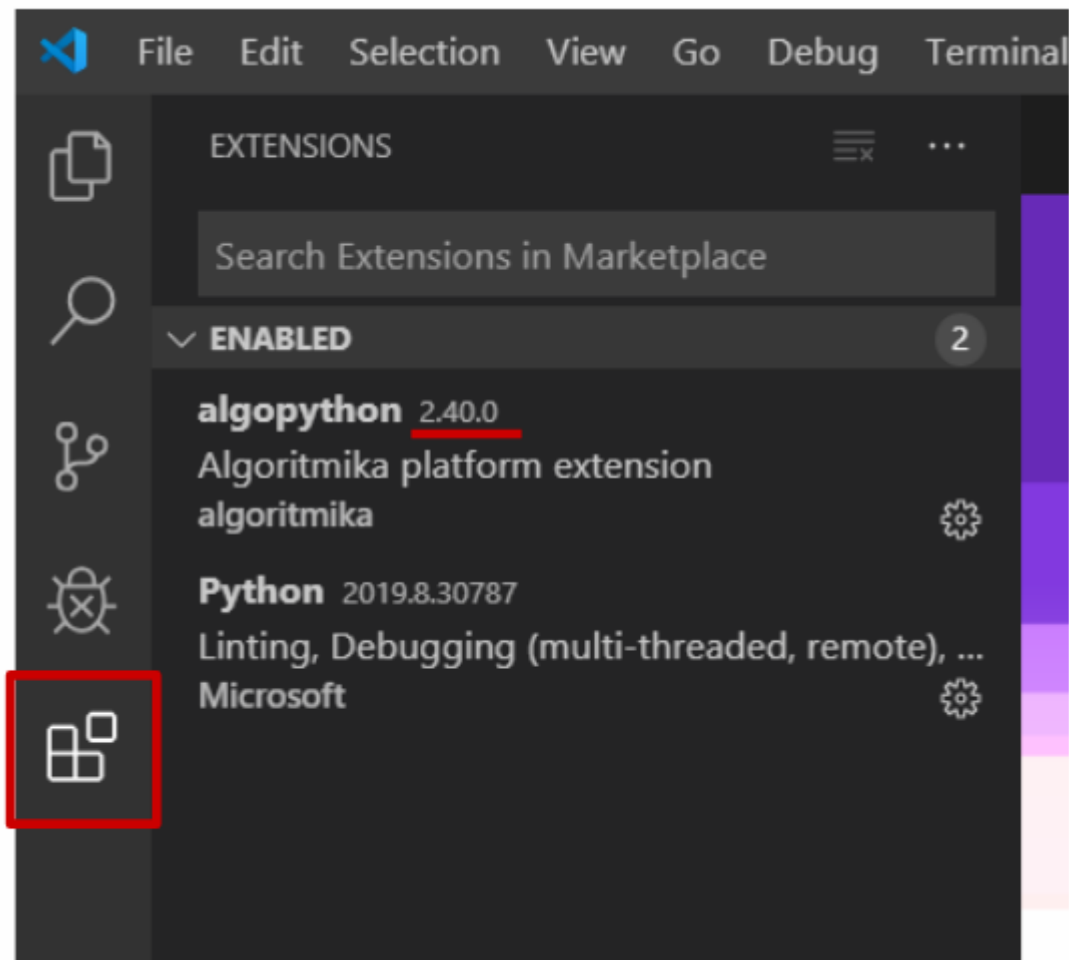 File Edit Selection View Go Debug Terminal
EXTENSIONS
Search Extensions in Marketplace
ENABLED 2
algopython 2.40.0
Algoritmika platform extension
algoritmika
Python 2019.8.30787
Linting, Debugging (multi-threaded, remote), ...
Microsoft